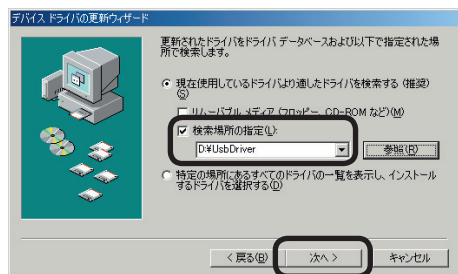 デバイス ドライバの更新ウィザード
更新されたドライバをドライバ データベースおよび以下で指定された場
所で検索します。
現在使用しているドライバより適したドライバを検索する (推奨)
(S)
リムーバブル メディア (フロッピー、CD-ROM など)(M)
検索場所の指定(L):
D:¥UsbDriver
参照(R)
特定の場所にあるすべてのドライバの一覧を表示し、インストール
するドライバを選択する(D)
< 戻る(B)
次へ >
キャンセル